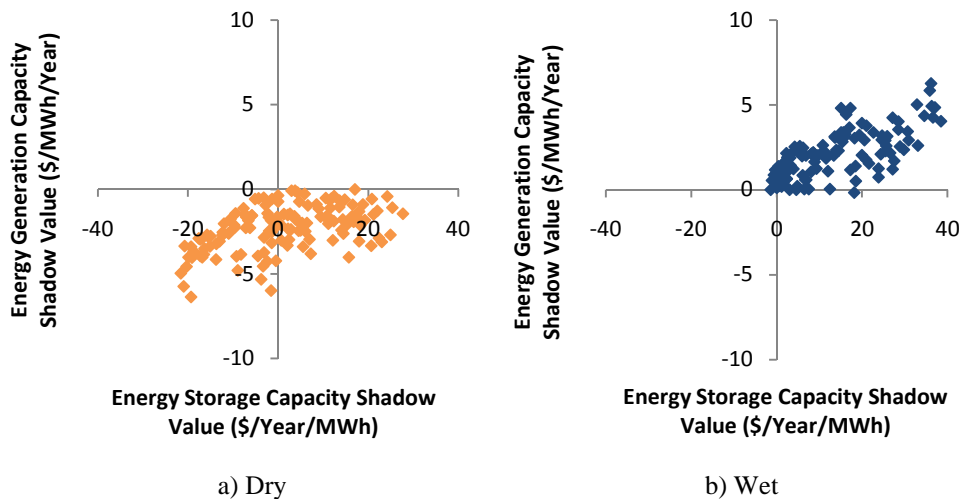 Energy Generation Capacity
Shadow Value ($/MWh/Year)
10
5
0
-5
-10
-40
-20
0
20
40
Energy Storage Capacity Shadow
Value ($/Year/MWh)
a) Dry
Energy Generation Capacity
Shadow Value ($/MWh/Year)
10
5
0
-5
-10
-40
-20
0
20
40
Energy Storage Capacity Shadow
Value ($/Year/MWh)
b) Wet